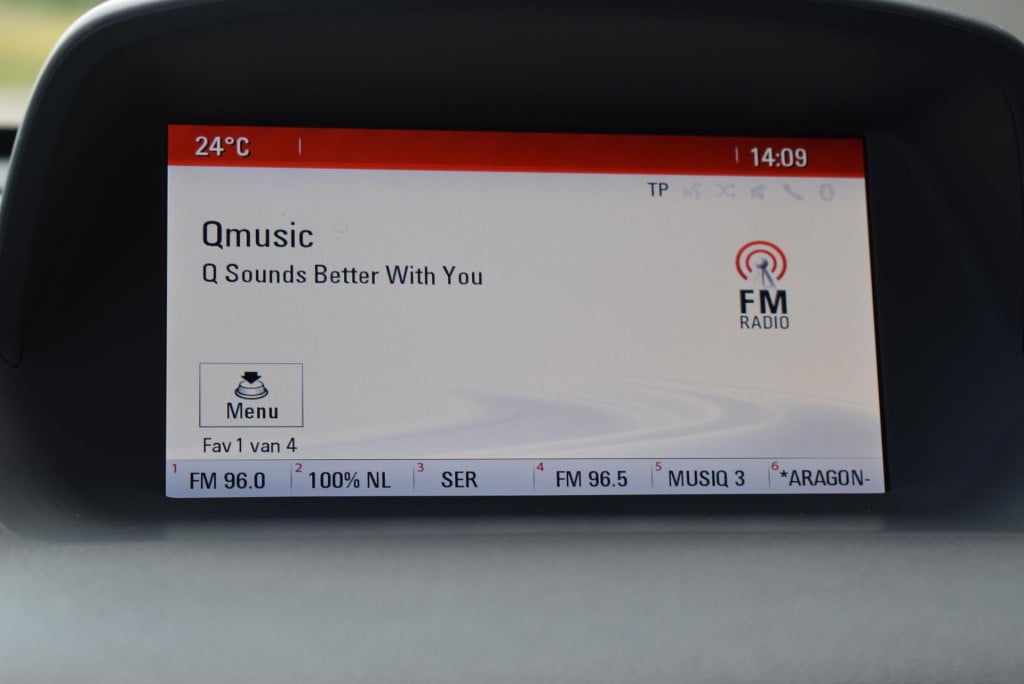 24°C 14:09
TP
Qmusic
Q Sounds Better With You
FM
RADIO
Menu
Fav 1 van 4
1 FM 96.0 2 100% NL 3 SER 4 FM 96.5 5 MUSIQ 3 6 *ARAGON-